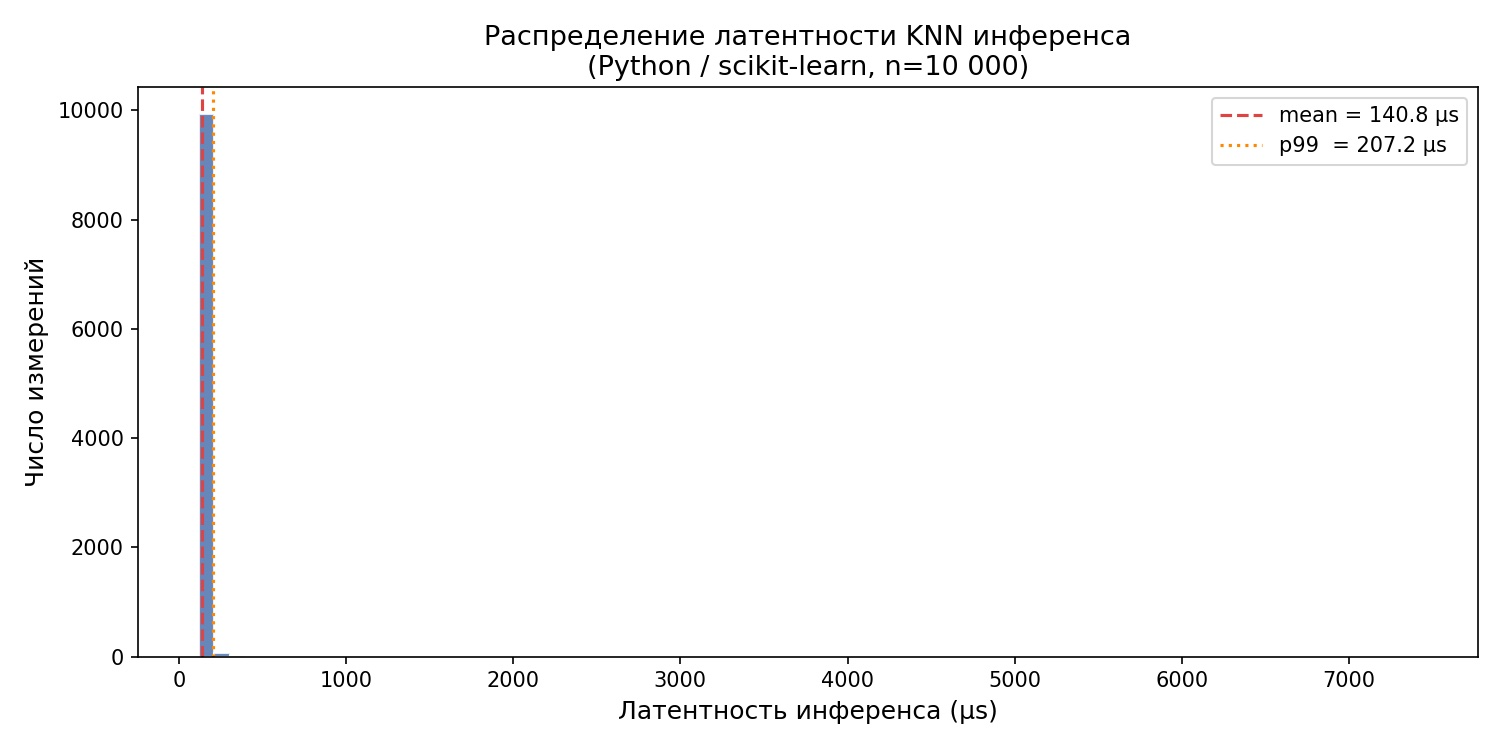 Распределение латентности KNN инференса
(Python / scikit-learn, n=10 000)
mean = 140.8 µs
p99  = 207.2 µs
Число измерений
10000
8000
6000
4000
2000
0
0 1000 2000 3000 4000 5000 6000 7000
Латентность инференса (µs)